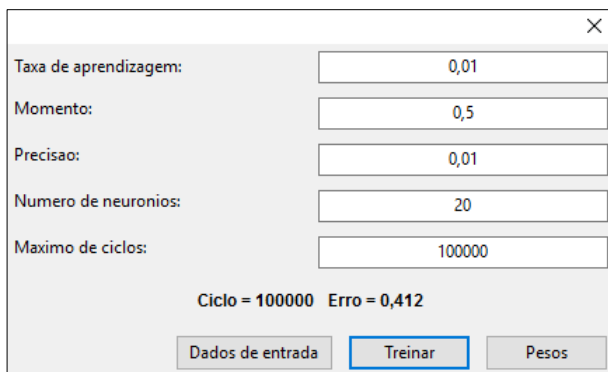 Taxa de aprendizagem: 0,01
Momento: 0,5
Precisao: 0,01
Numero de neuronios: 20
Maximo de ciclos: 100000
Ciclo = 100000 Erro = 0,412
Dados de entrada Treinar Pesos